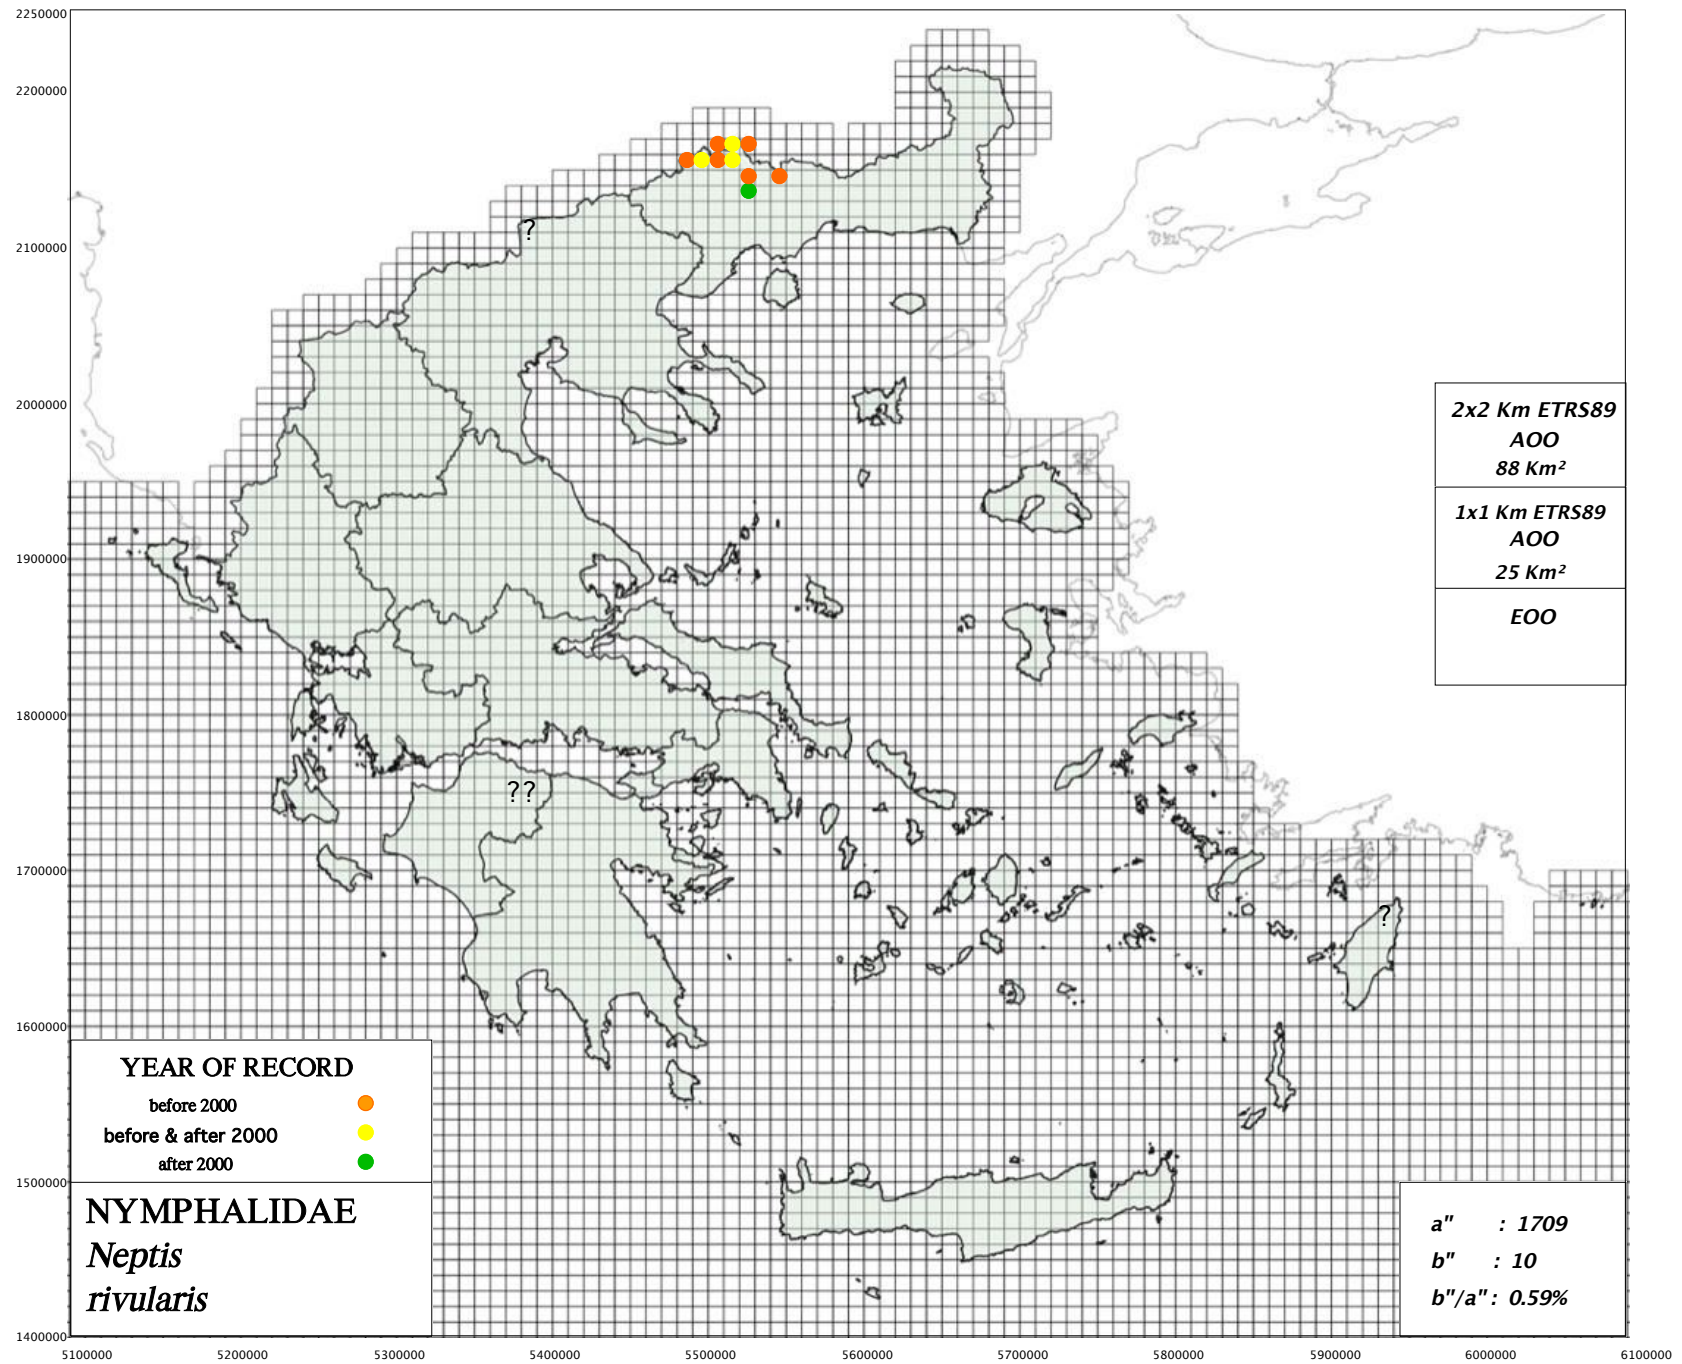 2250000
2200000
2100000
2000000
1900000
1800000
1700000
1600000
1500000
1400000
?
??
?
2x2 Km ETRS89
AOO
88 Km²
1x1 Km ETRS89
AOO
25 Km²
EOO
YEAR OF RECORD
before 2000
before & after 2000
after 2000
NYMPHALIDAE
Neptis
rivularis
a" : 1709
b" : 10
b"/a" : 0.59%
5100000 5200000 5300000 5400000 5500000 5600000 5700000 5800000 5900000 6000000 6100000